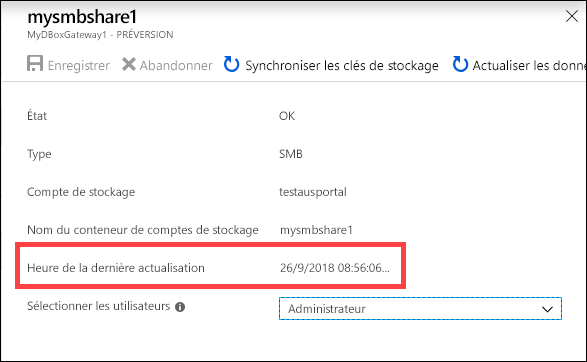 mysmbshare1
MyDBoxGateway1 - PRÉVERSION
Enregistrer Abandonner Synchroniser les clés de stockage Actualiser les donne
État OK
Type SMB
Compte de stockage testausportal
Nom du conteneur de comptes de stockage mysmbshare1
Heure de la dernière actualisation 26/9/2018 08:56:06...
Sélectionner les utilisateurs Administrateur